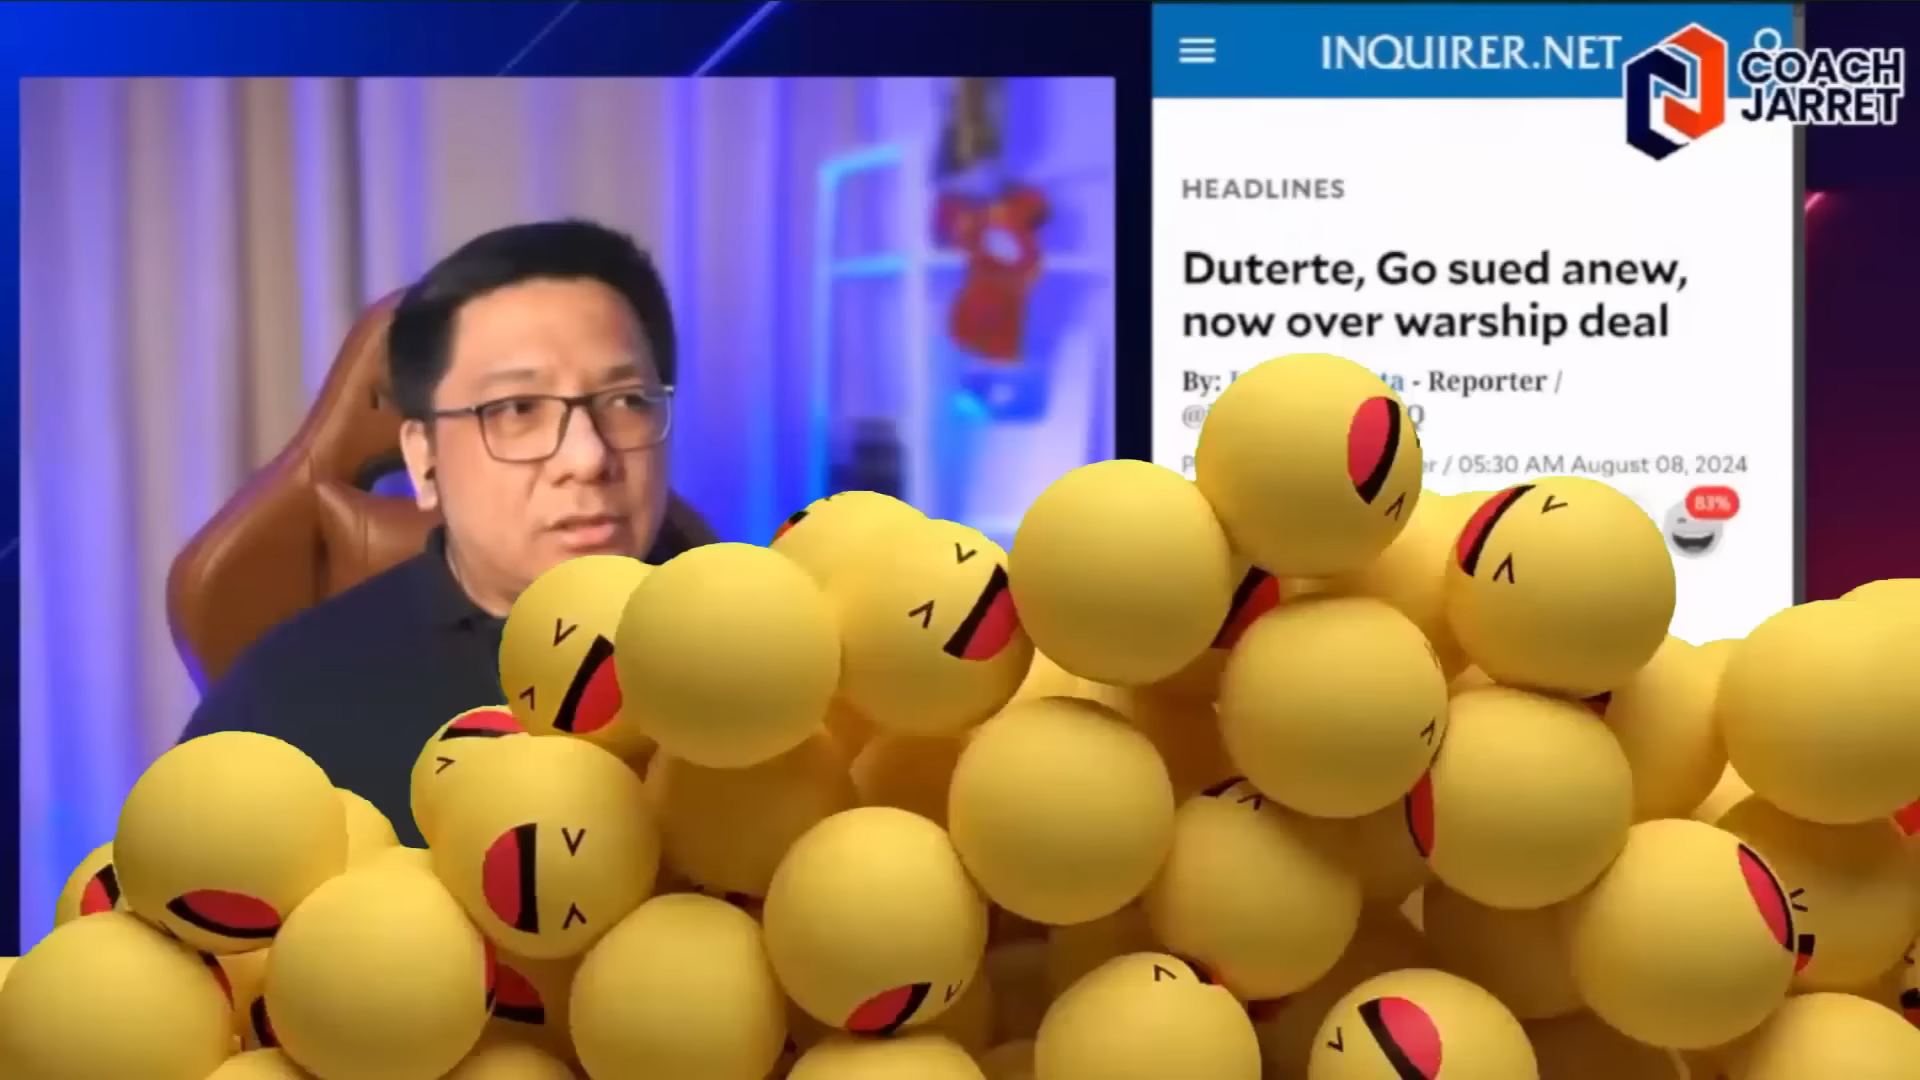 INQUIRER.NET
COACH
JARRET
HEADLINES
Duterte, Go sued anew,
now over warship deal
By: - Reporter /
/ 05:30 AM August 08, 2024
83%